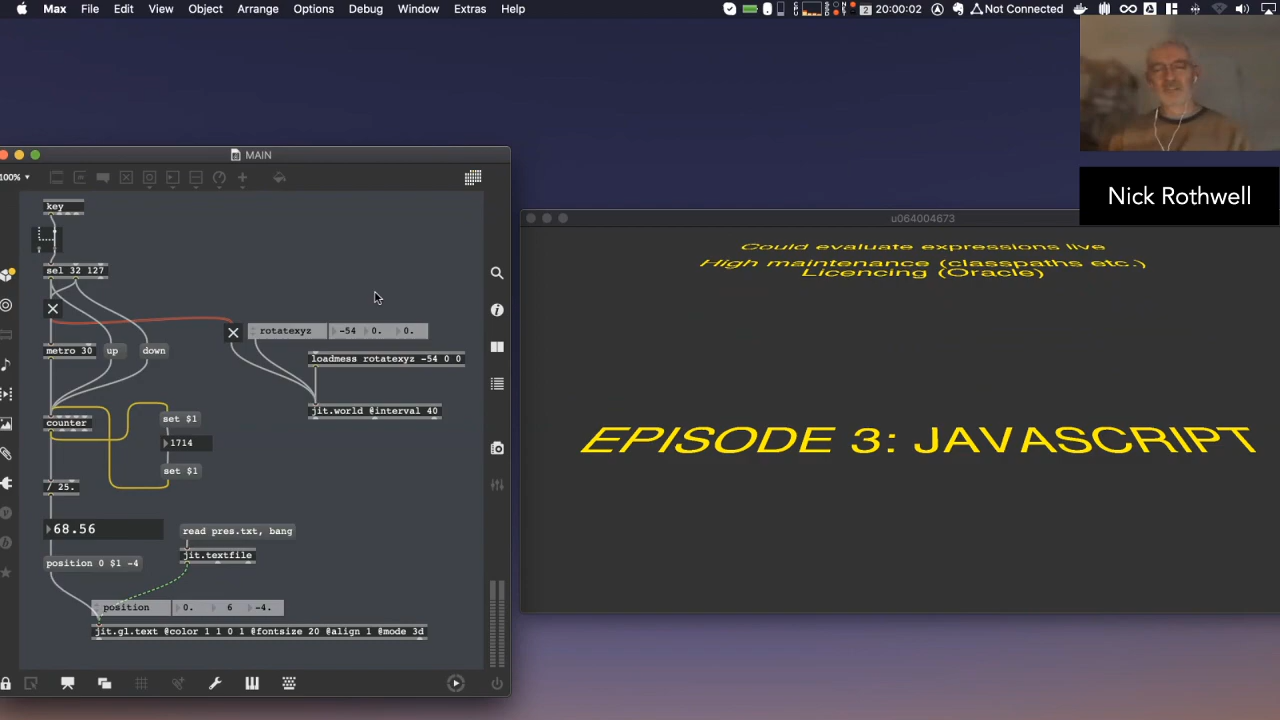 Max File Edit View Object Arrange Options Debug Window Extras Help
2 20:00:02 Not Connected
MAIN
100%
key
sel 32 127
rotatexyz -54 0. 0.
metro 30 up down
loadmess rotatexyz -54 0 0
jit.world @interval 40
counter
set $1
1714
set $1
/ 25.
68.56
read pres.txt, bang
jit.textfile
position 0 $1 -4
position 0. 6 -4.
jit.gl.text @color 1 1 0 1 @fontsize 20 @align 1 @mode 3d
Nick Rothwell
u064004673
Could evaluate expressions live
High maintenance (classpaths etc.)
Licencing (Oracle)
EPISODE 3: JAVASCRIPT